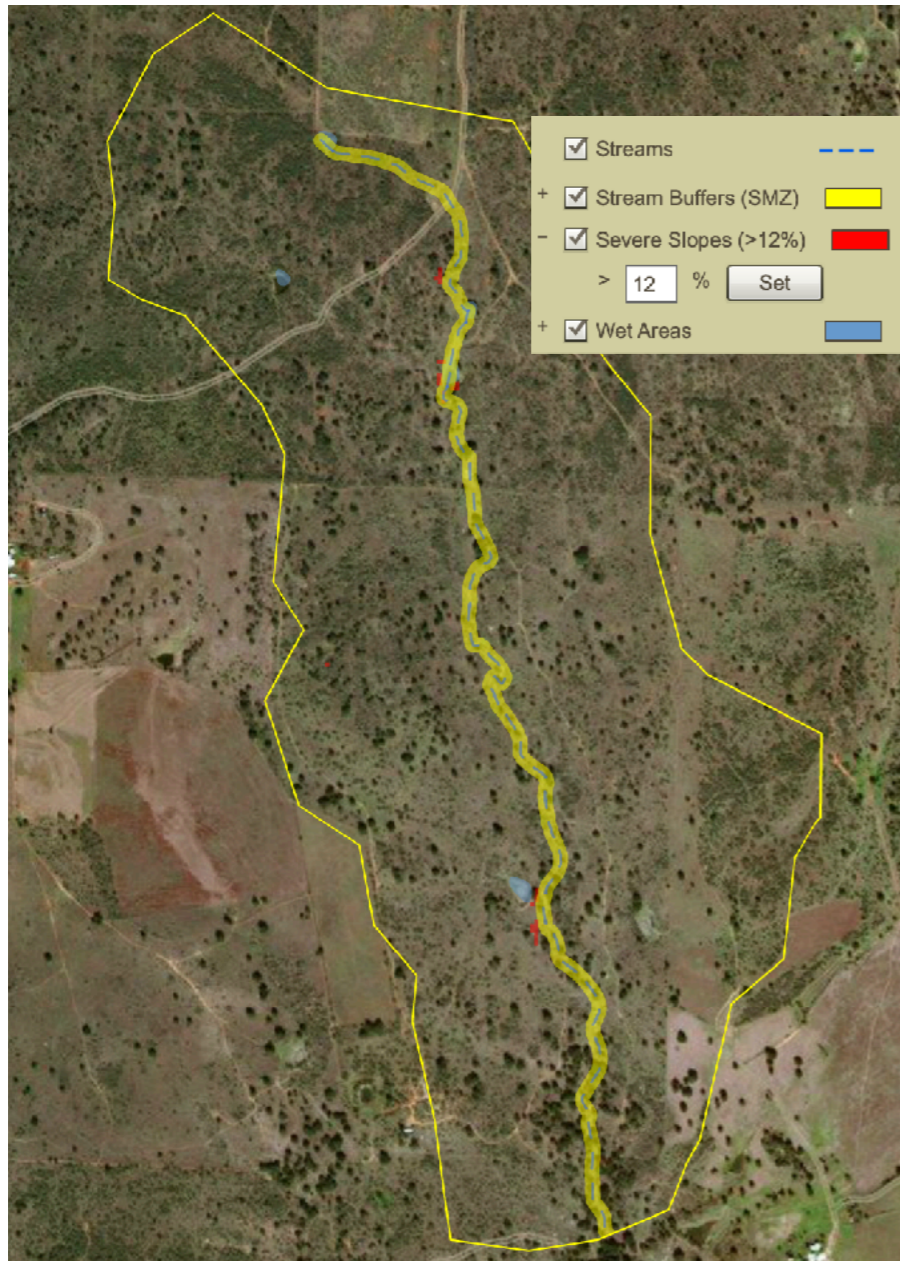 Streams
+ Stream Buffers (SMZ)
- Severe Slopes (>12%)
> 12 % Set
+ Wet Areas